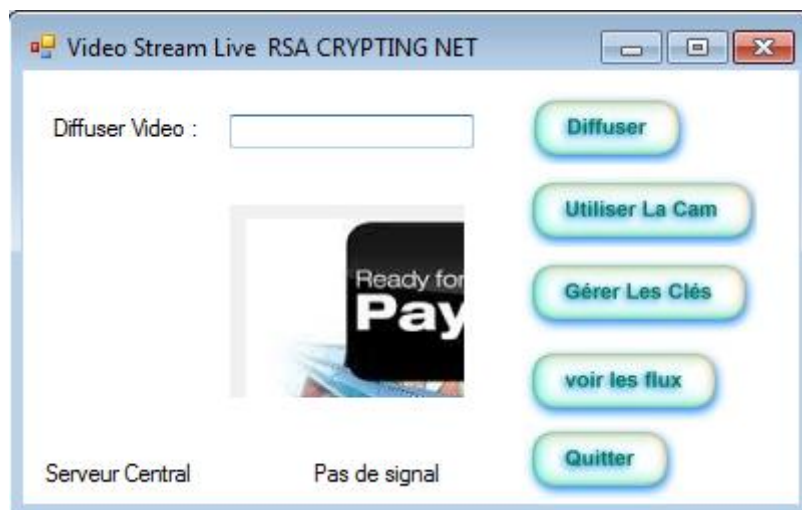 Video Stream Live RSA CRYPTING NET
Diffuser Video :
Diffuser
Utiliser La Cam
Ready for
Pay
Gérer Les Clés
voir les flux
Serveur Central
Pas de signal
Quitter